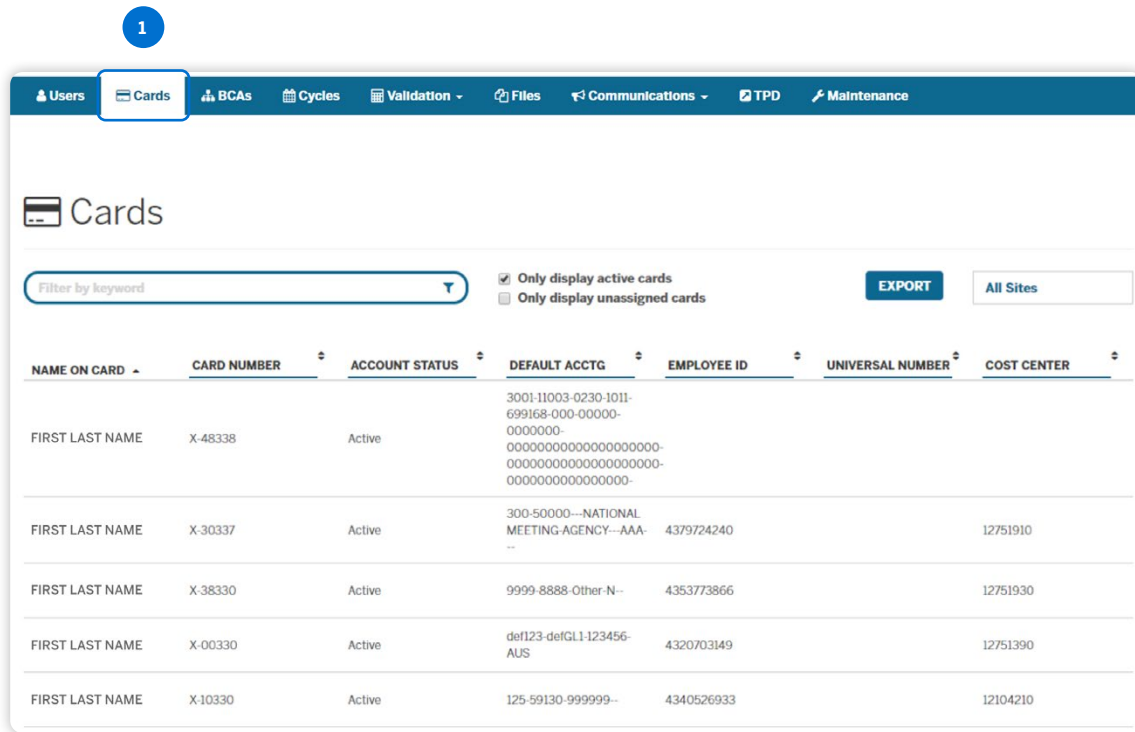 1
Users Cards BCAs Cycles Validation Files Communications TPD Maintenance
Cards
Filter by keyword
Only display active cards
Only display unassigned cards
EXPORT
All Sites
NAME ON CARD CARD NUMBER ACCOUNT STATUS DEFAULT ACCTG EMPLOYEE ID UNIVERSAL NUMBER COST CENTER
3001-11003-0230-1011-
699168-000-00000-
0000000-
FIRST LAST NAME X-48338 Active
00000000000000000000-
00000000000000000000-
0000000000000000-
300-50000---NATIONAL
FIRST LAST NAME X-30337 Active MEETING-AGENCY---AAA- 4379724240 12751910
--
FIRST LAST NAME X-38330 Active 9999-8888-Other-N-- 4353773866 12751930
def123-defGL1-123456-
FIRST LAST NAME X-00330 Active AUS 4320703149 12751390
FIRST LAST NAME X-10330 Active 125-59130-999999-- 4340526933 12104210